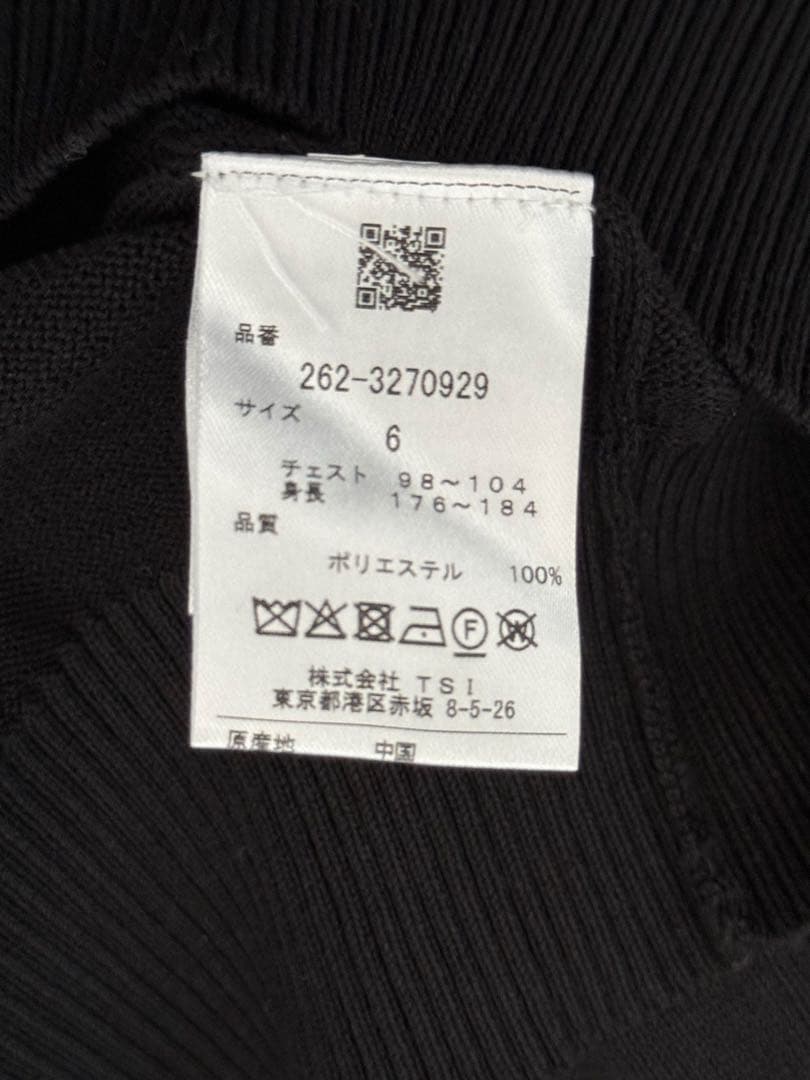 品番
262-3270929
サイズ
6
チェスト 98～104
身長 176～184
品質
ポリエステル 100%
F W
株式会社 TSI
東京都港区赤坂 8-5-26
原産地 中国